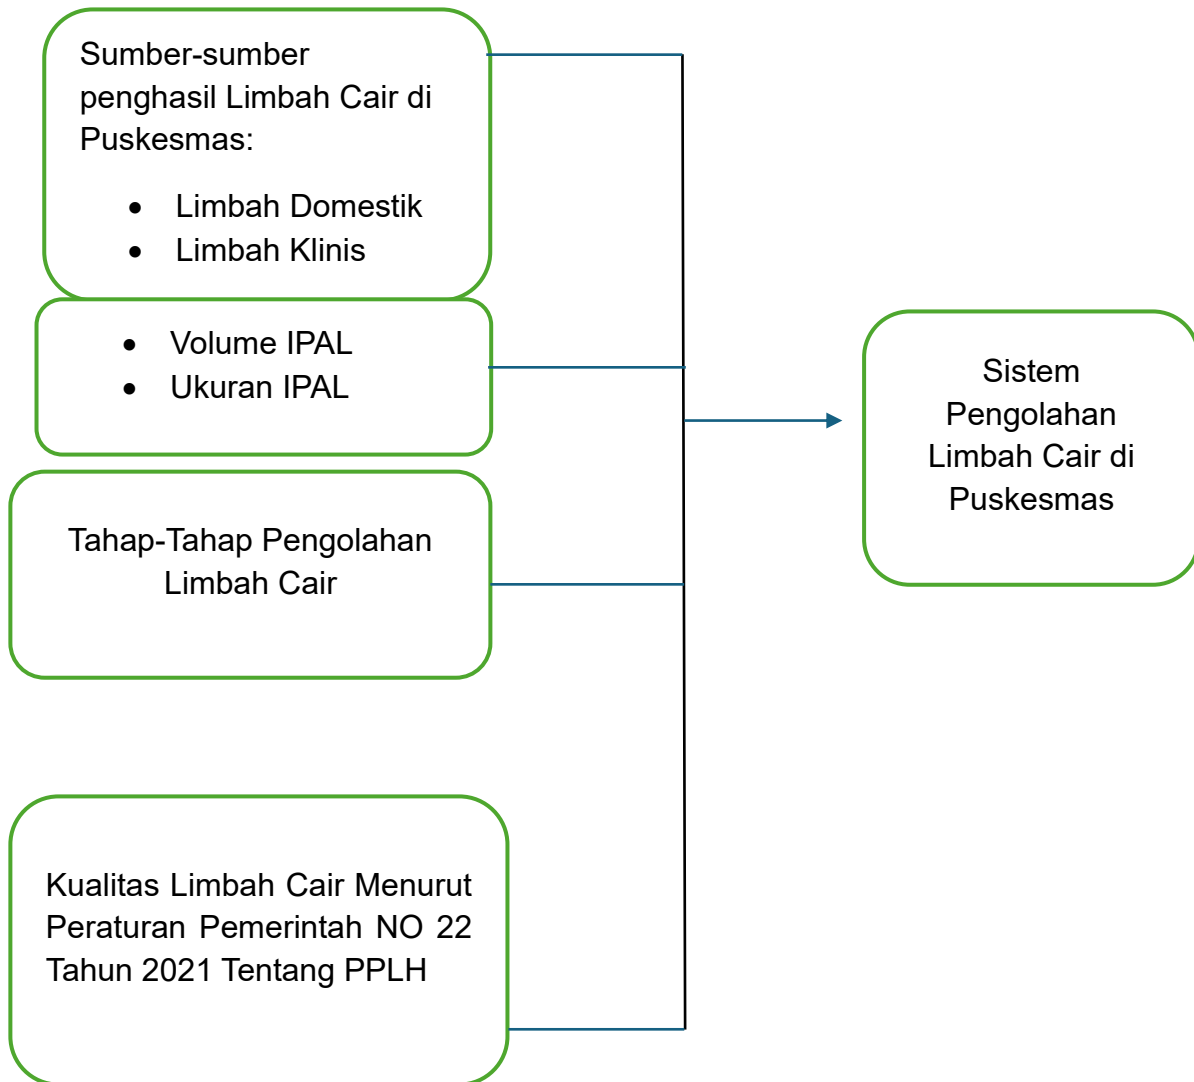 Sumber-sumber
penghasil Limbah Cair di
Puskesmas:
• Limbah Domestik
• Limbah Klinis
• Volume IPAL
• Ukuran IPAL
Tahap-Tahap Pengolahan
Limbah Cair
Kualitas Limbah Cair Menurut
Peraturan Pemerintah NO 22
Tahun 2021 Tentang PPLH
Sistem
Pengolahan
Limbah Cair di
Puskesmas